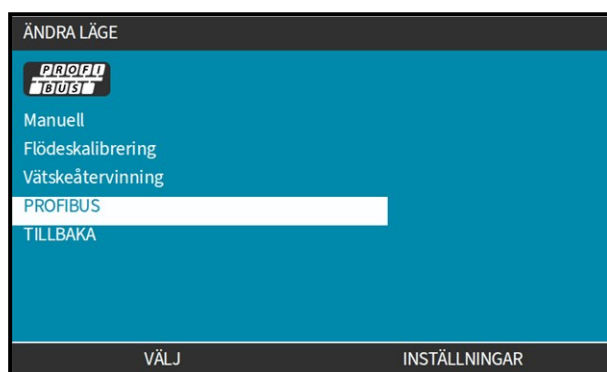 ÄNDRA LÄGE
PROFI
BUS
Manuell
Flödeskalibrering
Vätskeåtervinning
PROFIBUS
TILLBAKA
VÄLJ INSTÄLLNINGAR